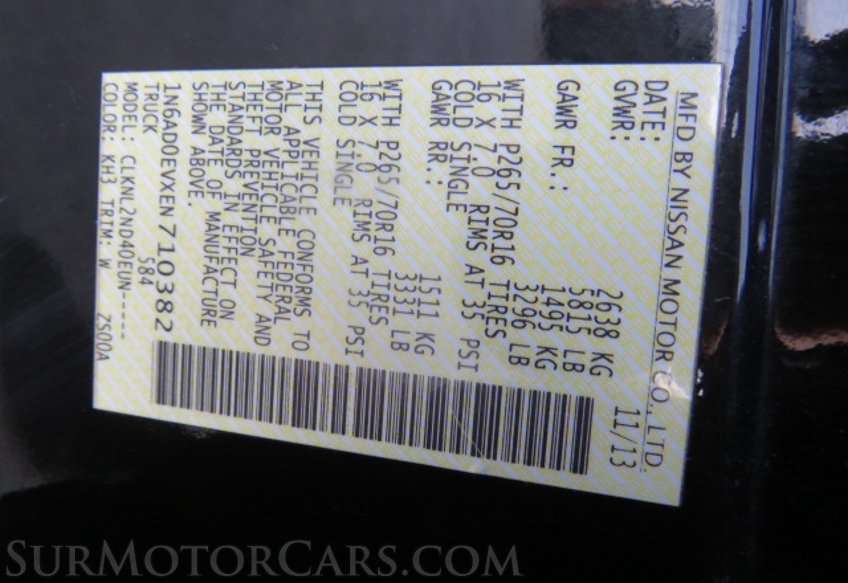 MFD BY NISSAN MOTOR CO., LTD.
DATE: 11/13
GVWR: 2638 KG
5815 LB
GAWR FR.: 1495 KG
3296 LB
WITH P265/70R16 TIRES
16 X 7.0 RIMS AT 35 PSI
COLD SINGLE
GAWR RR.: 1511 KG
3331 LB
WITH P265/70R16 TIRES
16 X 7.0 RIMS AT 35 PSI
COLD SINGLE
THIS VEHICLE CONFORMS TO
ALL APPLICABLE FEDERAL
MOTOR VEHICLE SAFETY AND
THEFT PREVENTION
STANDARDS IN EFFECT ON
THE DATE OF MANUFACTURE
SHOWN ABOVE.
1N6AD0EVXEN710382
TRUCK 584
MODEL: CLKNL2ND40EUN----
COLOR: KH3 TRIM: W 2S00A
SURMOTORCARS.COM